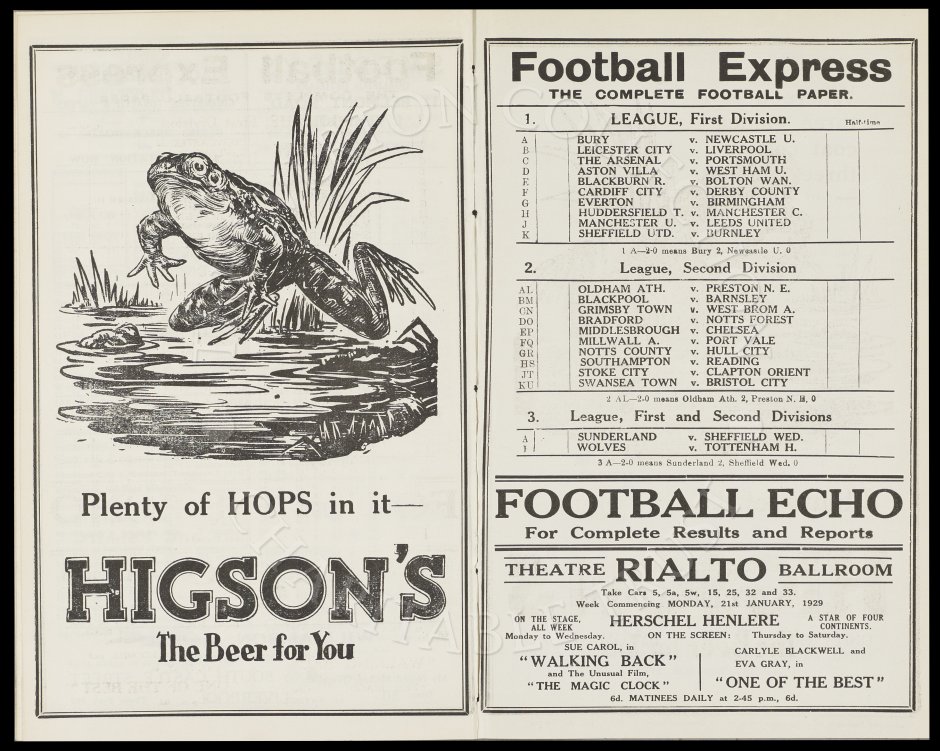 Plenty of HOPS in it—
HIGSON'S
The Beer for You
Football Express
THE COMPLETE FOOTBALL PAPER.
1. LEAGUE, First Division. Half-time
A BURY v. NEWCASTLE U.
B LEICESTER CITY v. LIVERPOOL
C THE ARSENAL v. PORTSMOUTH
D ASTON VILLA v. WEST HAM U.
E BLACKBURN R. v. BOLTON WAN.
F CARDIFF CITY v. DERBY COUNTY
G EVERTON v. BIRMINGHAM
H HUDDERSFIELD T. v. MANCHESTER C.
J MANCHESTER U. v. LEEDS UNITED
K SHEFFIELD UTD. v. BURNLEY
1 A—2-0 means Bury 2, Newcastle U. 0
2. League, Second Division
AL OLDHAM ATH. v. PRESTON N. E.
BM BLACKPOOL v. BARNSLEY
CN GRIMSBY TOWN v. WEST BROM A.
DO BRADFORD v. NOTTS FOREST
EP MIDDLESBROUGH v. CHELSEA
FQ MILLWALL A. v. PORT VALE
GR NOTTS COUNTY v. HULL CITY
HS SOUTHAMPTON v. READING
JT STOKE CITY v. CLAPTON ORIENT
KU SWANSEA TOWN v. BRISTOL CITY
2 AL—2-0 means Oldham Ath. 2, Preston N. E. 0
3. League, First and Second Divisions
A SUNDERLAND v. SHEFFIELD WED.
WOLVES v. TOTTENHAM H.
3 A—2-0 means Sunderland 2, Sheffield Wed. 0
FOOTBALL ECHO
For Complete Results and Reports
THEATRE RIALTO BALLROOM
Take Cars 5, 5a, 5w, 15, 25, 32 and 33.
Week Commencing MONDAY, 21st JANUARY, 1929
ON THE STAGE, ALL WEEK HERSCHEL HENLERE A STAR OF FOUR CONTINENTS.
Monday to Wednesday. ON THE SCREEN: Thursday to Saturday.
SUE CAROL, in
"WALKING BACK"
and The Unusual Film,
"THE MAGIC CLOCK"
CARLYLE BLACKWELL and
EVA GRAY, in
"ONE OF THE BEST"
6d. MATINEES DAILY at 2-45 p.m., 6d.